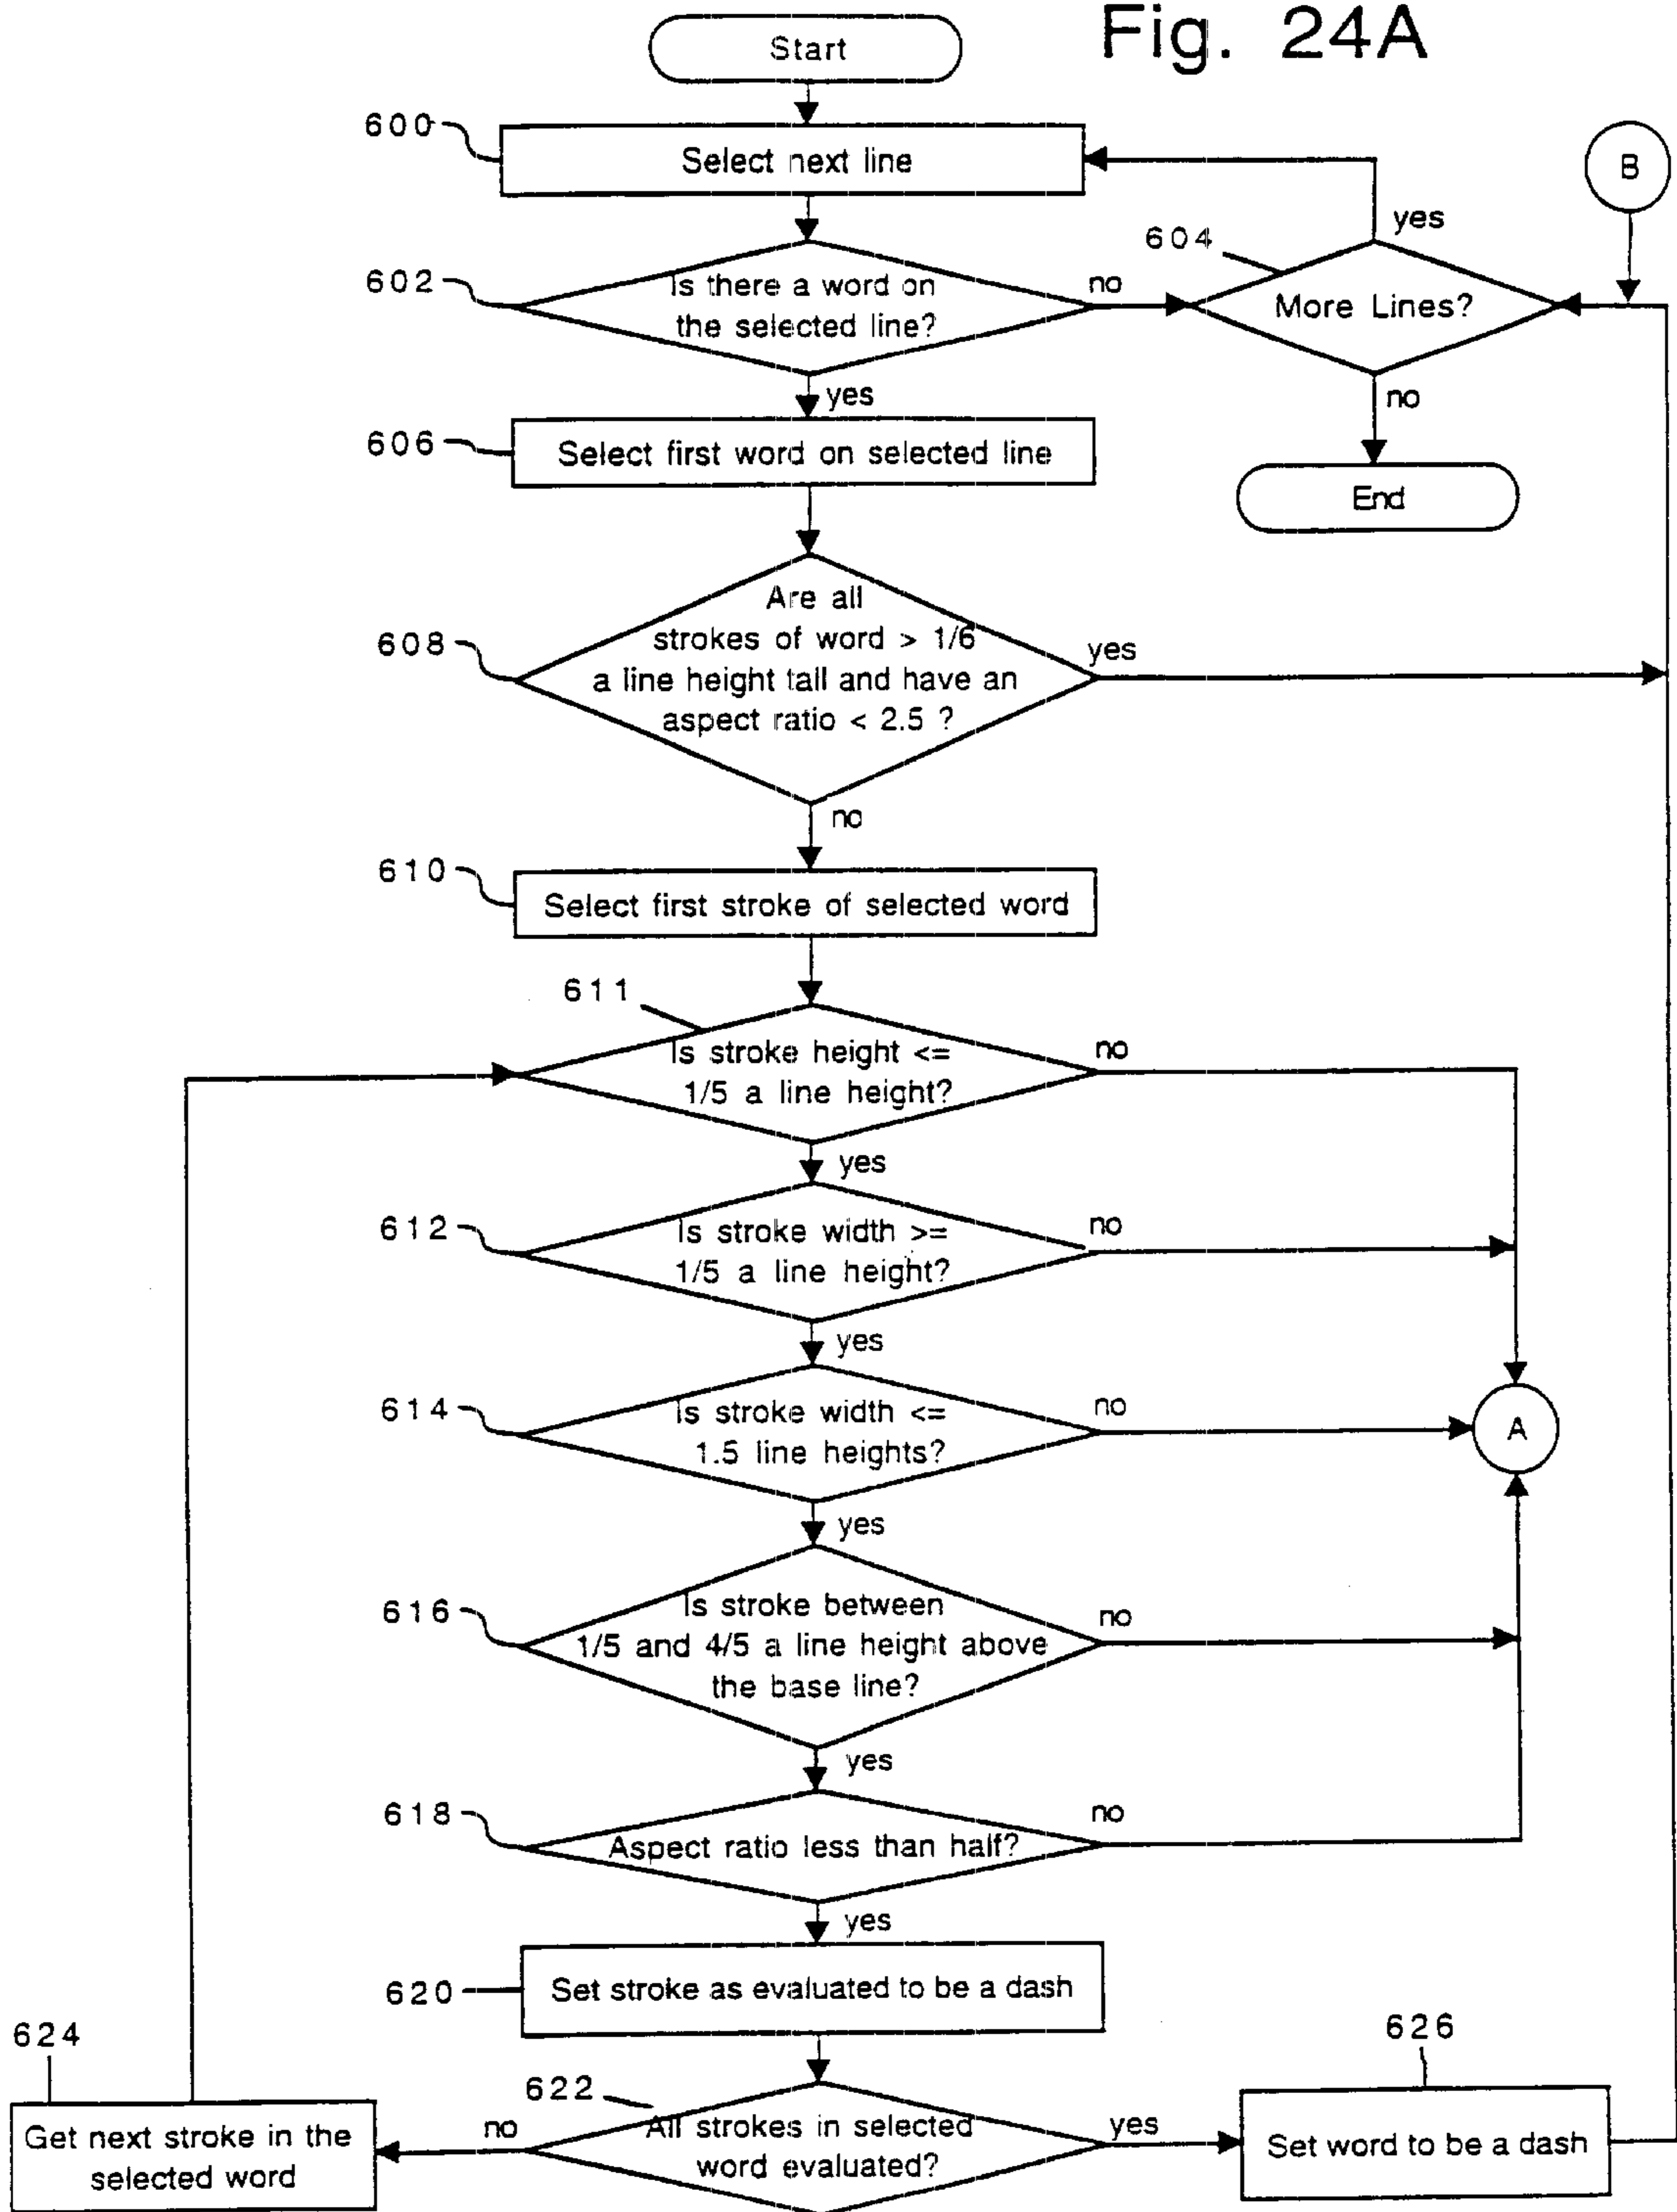 Fig. 24A
Start
600
Select next line
B
602
Is there a word on
the selected line?
no
604
More Lines?
yes
no
End
yes
606
Select first word on selected line
608
Are all
strokes of word > 1/6
a line height tall and have an
aspect ratio < 2.5 ?
yes
no
610
Select first stroke of selected word
611
Is stroke height <=
1/5 a line height?
no
yes
612
Is stroke width >=
1/5 a line height?
no
yes
614
Is stroke width <=
1.5 line heights?
no
A
yes
616
Is stroke between
1/5 and 4/5 a line height above
the base line?
no
yes
618
Aspect ratio less than half?
no
yes
620
Set stroke as evaluated to be a dash
622
All strokes in selected
word evaluated?
no
yes
624
Get next stroke in the
selected word
626
Set word to be a dash